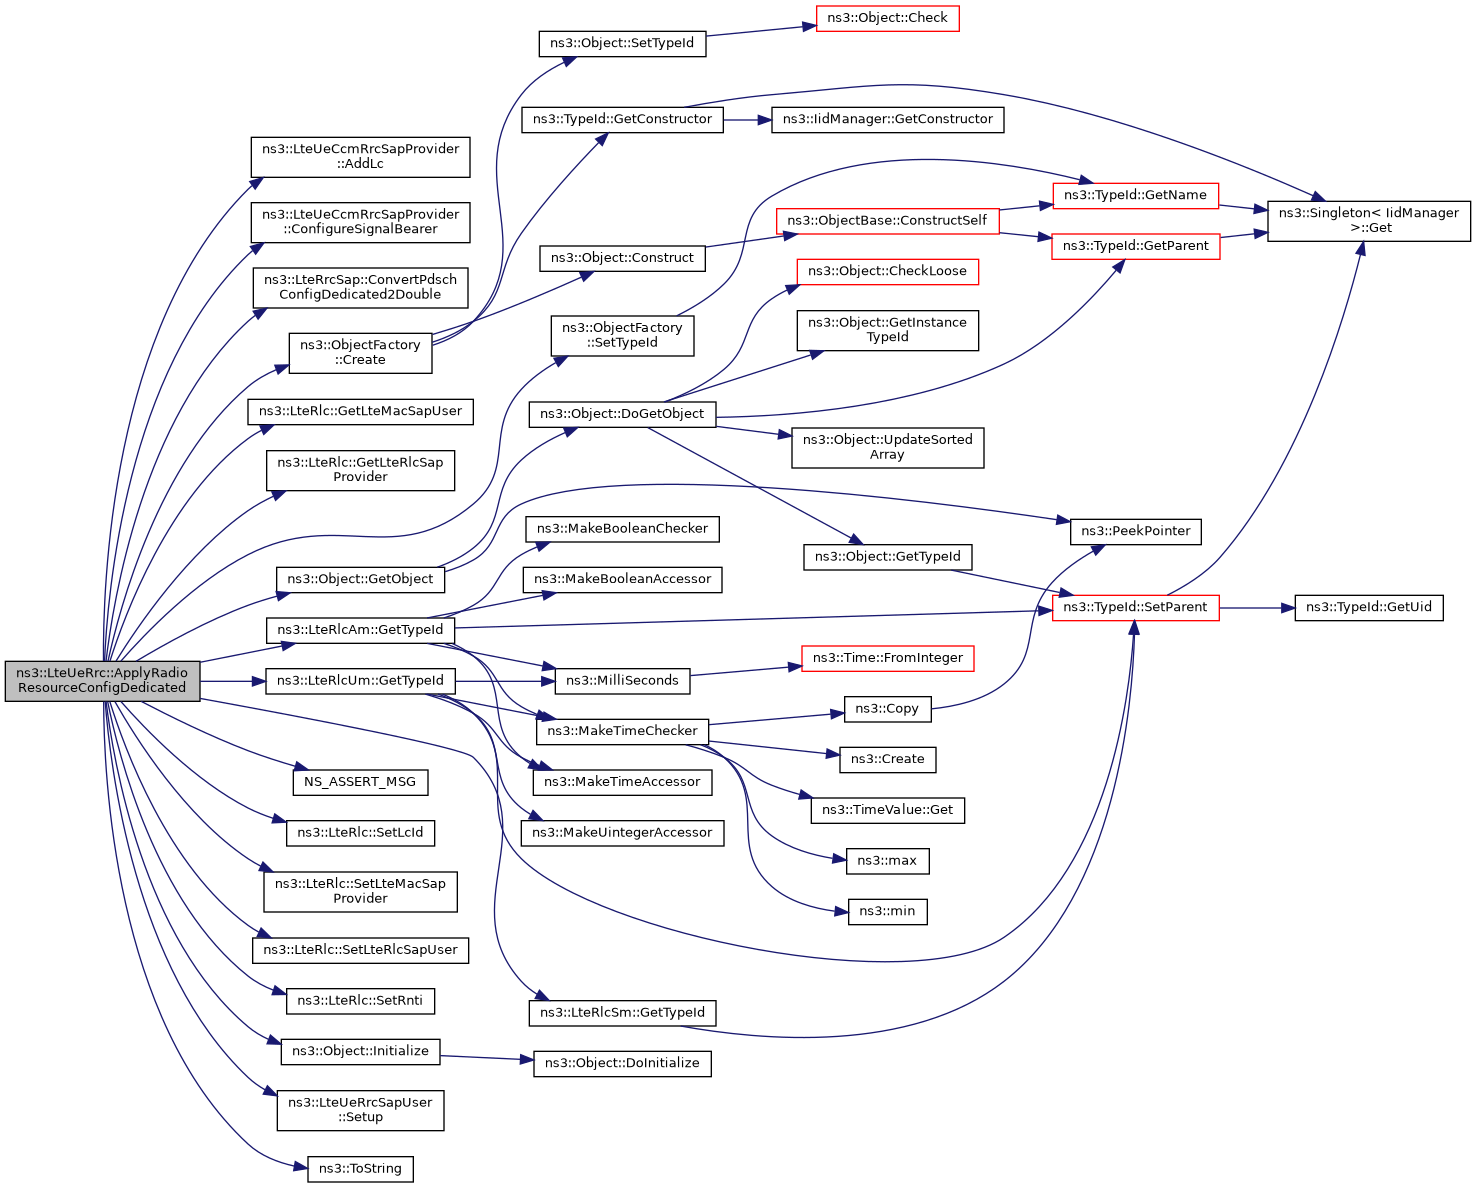 ns3::LteUeRrc::ApplyRadio
ResourceConfigDedicated
ns3::LteUeCcmRrcSapProvider
::AddLc
ns3::LteUeCcmRrcSapProvider
::ConfigureSignalBearer
ns3::LteRrcSap::ConvertPdsch
ConfigDedicated2Double
ns3::ObjectFactory
::Create
ns3::LteRlc::GetLteMacSapUser
ns3::LteRlc::GetLteRlcSap
Provider
ns3::Object::GetObject
ns3::LteRlcAm::GetTypeId
ns3::LteRlcUm::GetTypeId
NS_ASSERT_MSG
ns3::LteRlc::SetLcId
ns3::LteRlc::SetLteMacSap
Provider
ns3::LteRlc::SetLteRlcSapUser
ns3::LteRlc::SetRnti
ns3::Object::Initialize
ns3::LteUeRrcSapUser
::Setup
ns3::ToString
ns3::Object::SetTypeId
ns3::TypeId::GetConstructor
ns3::Object::Construct
ns3::ObjectFactory
::SetTypeId
ns3::Object::DoGetObject
ns3::MakeBooleanChecker
ns3::MakeBooleanAccessor
ns3::MilliSeconds
ns3::MakeTimeChecker
ns3::MakeTimeAccessor
ns3::MakeUintegerAccessor
ns3::LteRlcSm::GetTypeId
ns3::Object::DoInitialize
ns3::Object::Check
ns3::IidManager::GetConstructor
ns3::ObjectBase::ConstructSelf
ns3::Object::CheckLoose
ns3::Object::GetInstance
TypeId
ns3::Object::UpdateSorted
Array
ns3::Object::GetTypeId
ns3::Time::FromInteger
ns3::Copy
ns3::Create
ns3::TimeValue::Get
ns3::max
ns3::min
ns3::TypeId::GetName
ns3::TypeId::GetParent
ns3::PeekPointer
ns3::TypeId::SetParent
ns3::Singleton< IidManager
>::Get
ns3::TypeId::GetUid